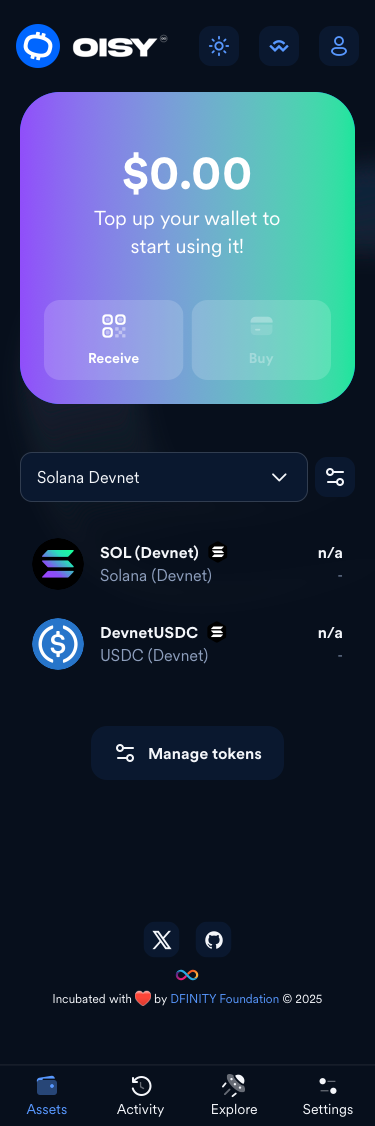 OISY
$0.00
Top up your wallet to
start using it!
Receive
Buy
Solana Devnet
SOL (Devnet)
n/a
Solana (Devnet)
-
DevnetUSDC
n/a
USDC (Devnet)
-
Manage tokens
Incubated with ❤️ by DFINITY Foundation © 2025
Assets
Activity
Explore
Settings